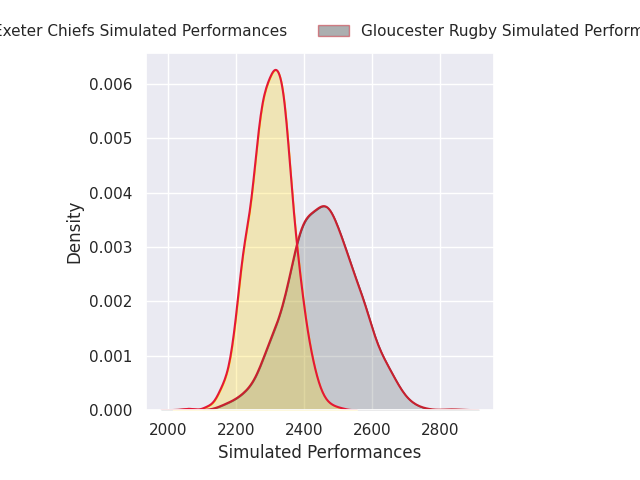 Exeter Chiefs Simulated Performances Gloucester Rugby Simulated
0.006
0.005
0.004
0.003
0.002
0.001
0.000
Density
2000 2200 2400 2600 2800
Simulated Performances